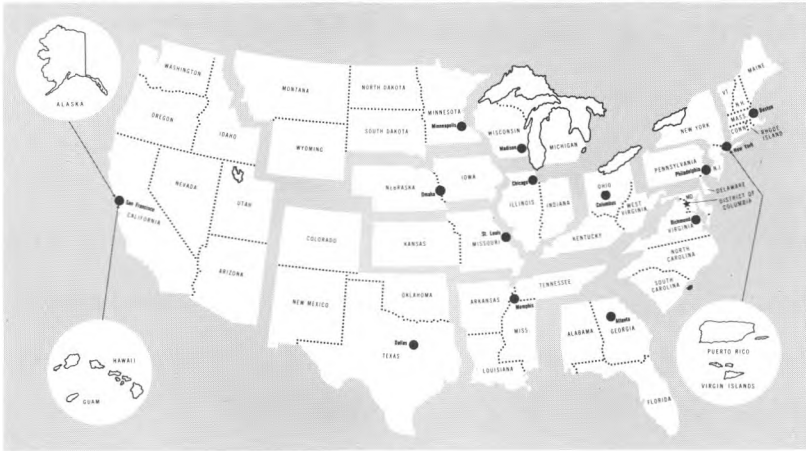 ALASKA
WASHINGTON
OREGON
IDAHO
MONTANA
WYOMING
NORTH DAKOTA
SOUTH DAKOTA
MINNESOTA
Minneapolis
WISCONSIN
Madison
MICHIGAN
NEW YORK
VT.
N.H.
MAINE
MASS.
Boston
CONN.
RHODE
ISLAND
New York
PENNSYLVANIA
Philadelphia
N.J.
DELAWARE
MD.
DISTRICT OF
COLUMBIA
San Francisco
CALIFORNIA
NEVADA
UTAH
ARIZONA
COLORADO
NEW MEXICO
NEBRASKA
Omaha
KANSAS
OKLAHOMA
Dallas
TEXAS
IOWA
St. Louis
MISSOURI
ARKANSAS
LOUISIANA
Chicago
ILLINOIS
INDIANA
OHIO
Columbus
WEST
VIRGINIA
Richmond
VIRGINIA
KENTUCKY
TENNESSEE
Memphis
MISS.
ALABAMA
Atlanta
GEORGIA
NORTH
CAROLINA
SOUTH
CAROLINA
FLORIDA
HAWAII
GUAM
PUERTO RICO
VIRGIN ISLANDS